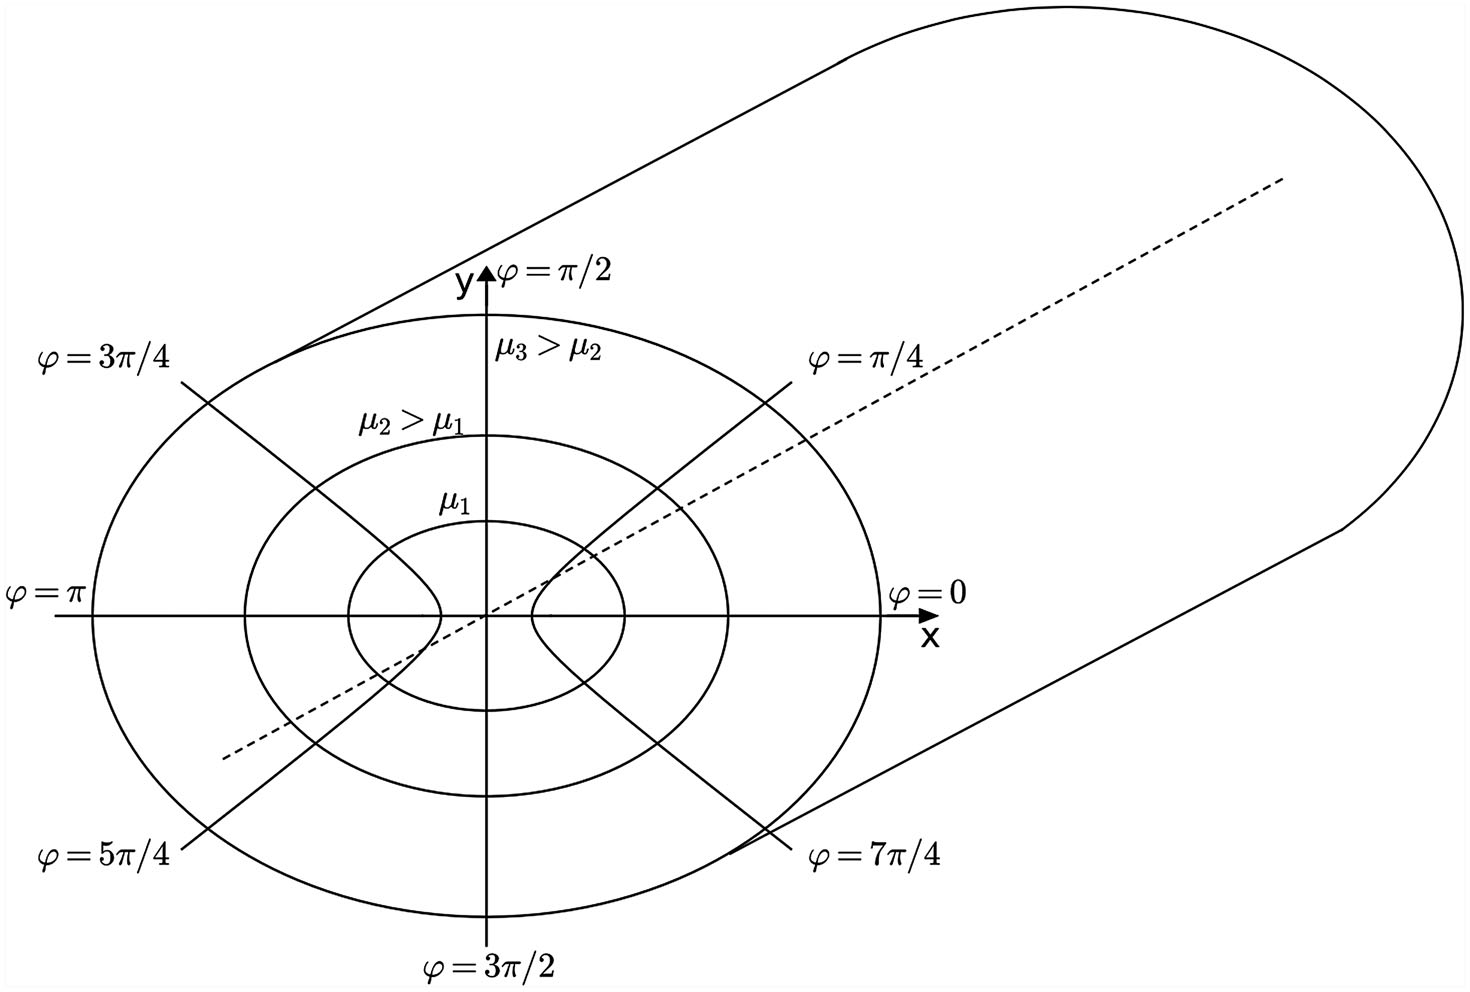 y
φ = π/2
μ₃ > μ₂
φ = 3π/4
φ = π/4
μ₂ > μ₁
μ₁
φ = π
φ = 0
x
φ = 5π/4
φ = 7π/4
φ = 3π/2